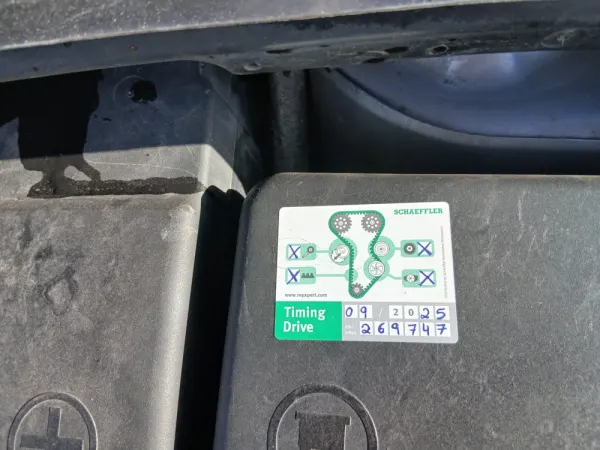 SCHAEFFLER
X
X
X
X
www.repxpert.com
Timing
Drive
09 / 2025
269747